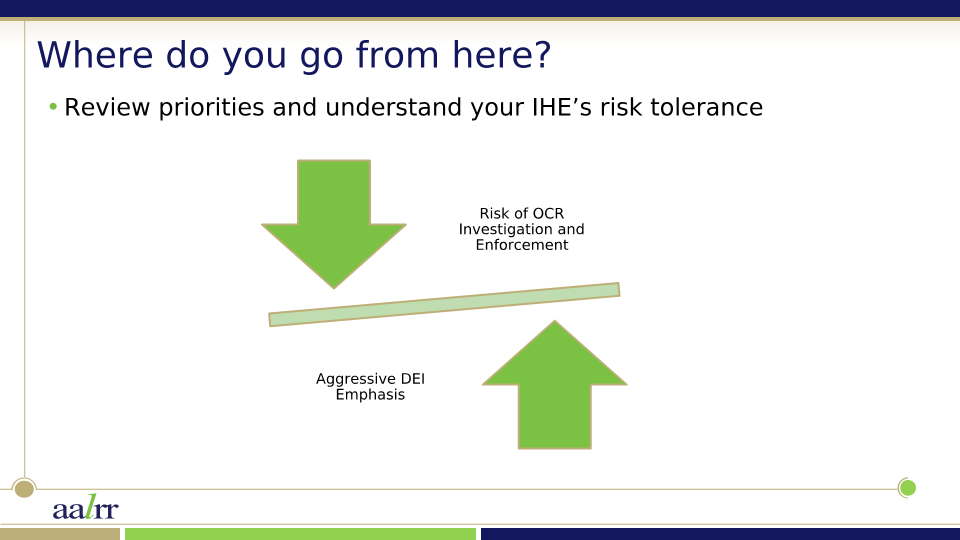 Where do you go from here?
• Review priorities and understand your IHE’s risk tolerance
Risk of OCR
Investigation and
Enforcement
Aggressive DEI
Emphasis
aalrr